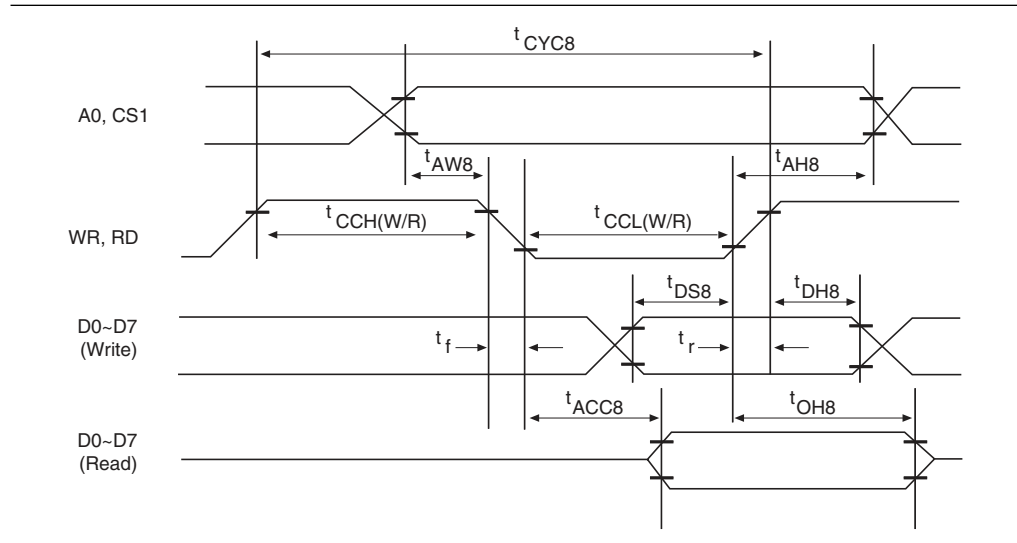 tCYC8
A0, CS1
tAW8
tAH8
WR, RD
tCCH(W/R)
tCCL(W/R)
tDS8
tDH8
D0~D7
(Write)
tf
tr
tACC8
tOH8
D0~D7
(Read)